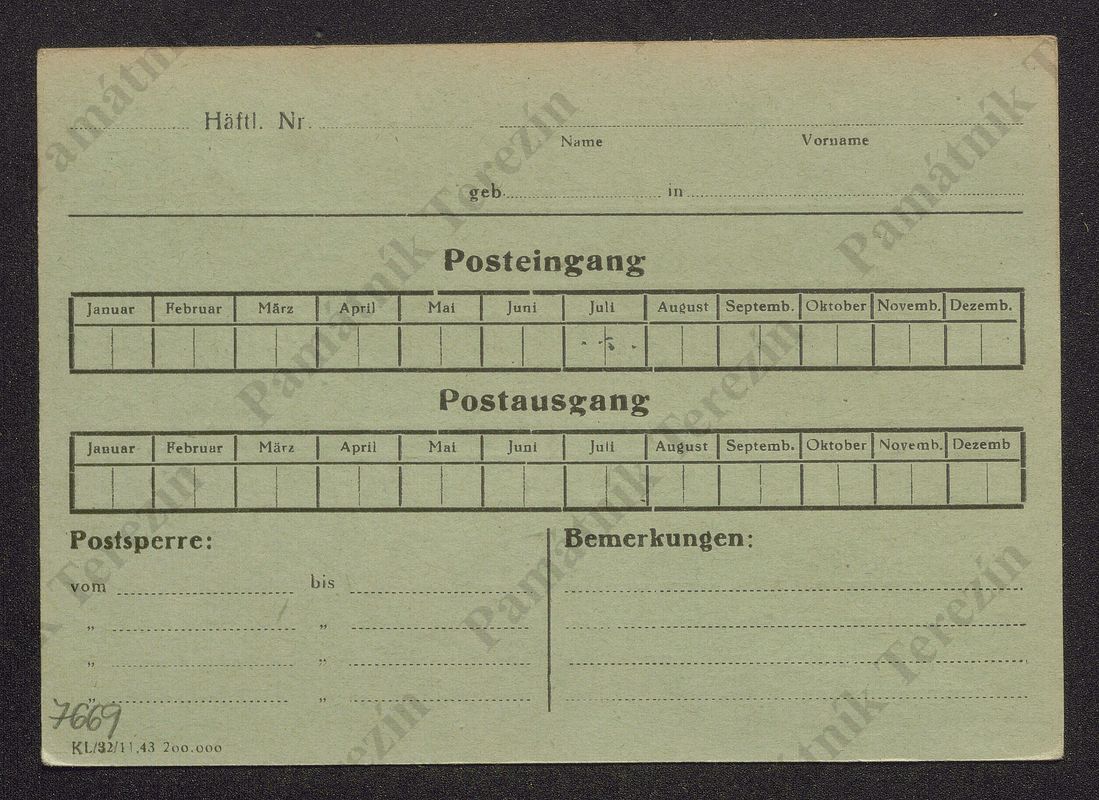 Häftl. Nr.
Name Vorname
geb. in
Posteingang
Januar Februar März April Mai Juni Juli August Septemb. Oktober Novemb. Dezemb.
Postausgang
Januar Februar März April Mai Juni Juli August Septemb. Oktober Novemb. Dezemb
Postsperre: Bemerkungen:
vom bis
„ „
„ „
„ „
7669
KL/32/11.43 200.000
Památník Terezín